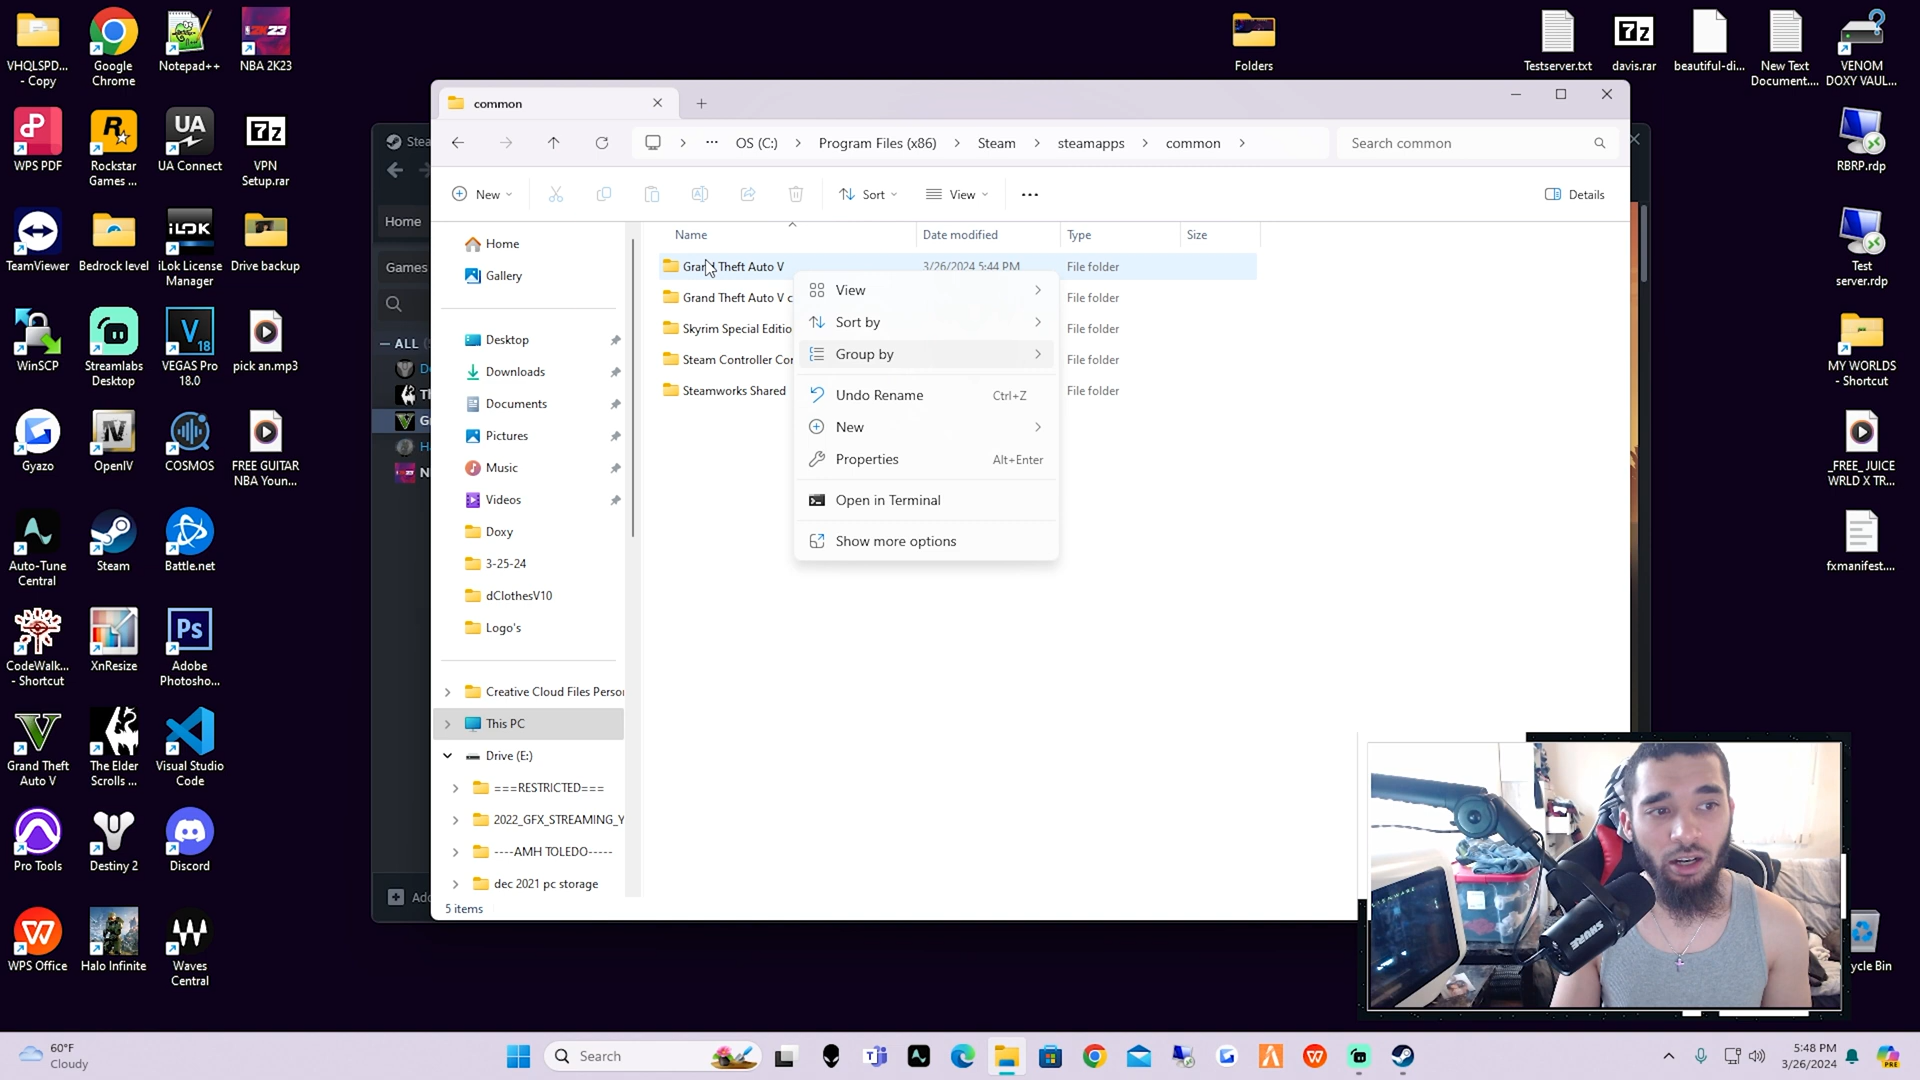 VHQLSPD...
- Copy
Google
Chrome
Notepad++
NBA 2K23
Folders
Testserver.txt
davis.rar
beautiful-di...
New Text
Document....
VENOM
DOXY VAUL...
WPS PDF
Rockstar
Games ...
UA Connect
VPN
Setup.rar
RBRP.rdp
TeamViewer
Bedrock level
iLok License
Manager
Drive backup
Test
server.rdp
WinSCP
Streamlabs
Desktop
VEGAS Pro
18.0
pick an.mp3
MY WORLDS
- Shortcut
Gyazo
OpenIV
COSMOS
FREE GUITAR
NBA Youn...
_FREE_ JUICE
WRLD X TR...
Auto-Tune
Central
Steam
Battle.net
fxmanifest....
CodeWalk...
- Shortcut
XnResize
Adobe
Photosho...
Grand Theft
Auto V
The Elder
Scrolls ...
Visual Studio
Code
Pro Tools
Destiny 2
Discord
WPS Office
Halo Infinite
Waves
Central
cycle Bin
Stea
Home
Games
ALL
Add
common
OS (C:)
Program Files (x86)
Steam
steamapps
common
Search common
New
Sort
View
Details
Home
Gallery
Desktop
Downloads
Documents
Pictures
Music
Videos
Doxy
3-25-24
dClothesV10
Logo's
Creative Cloud Files Person
This PC
Drive (E:)
===RESTRICTED===
2022_GFX_STREAMING_Y
----AMH TOLEDO-----
dec 2021 pc storage
5 items
Name
Date modified
Type
Size
Grand Theft Auto V
3/26/2024 5:44 PM
File folder
Grand Theft Auto V c
File folder
Skyrim Special Editio
File folder
Steam Controller Con
File folder
Steamworks Shared
File folder
View
Sort by
Group by
Undo Rename
Ctrl+Z
New
Properties
Alt+Enter
Open in Terminal
Show more options
SHURE
60°F
Cloudy
Search
5:48 PM
3/26/2024